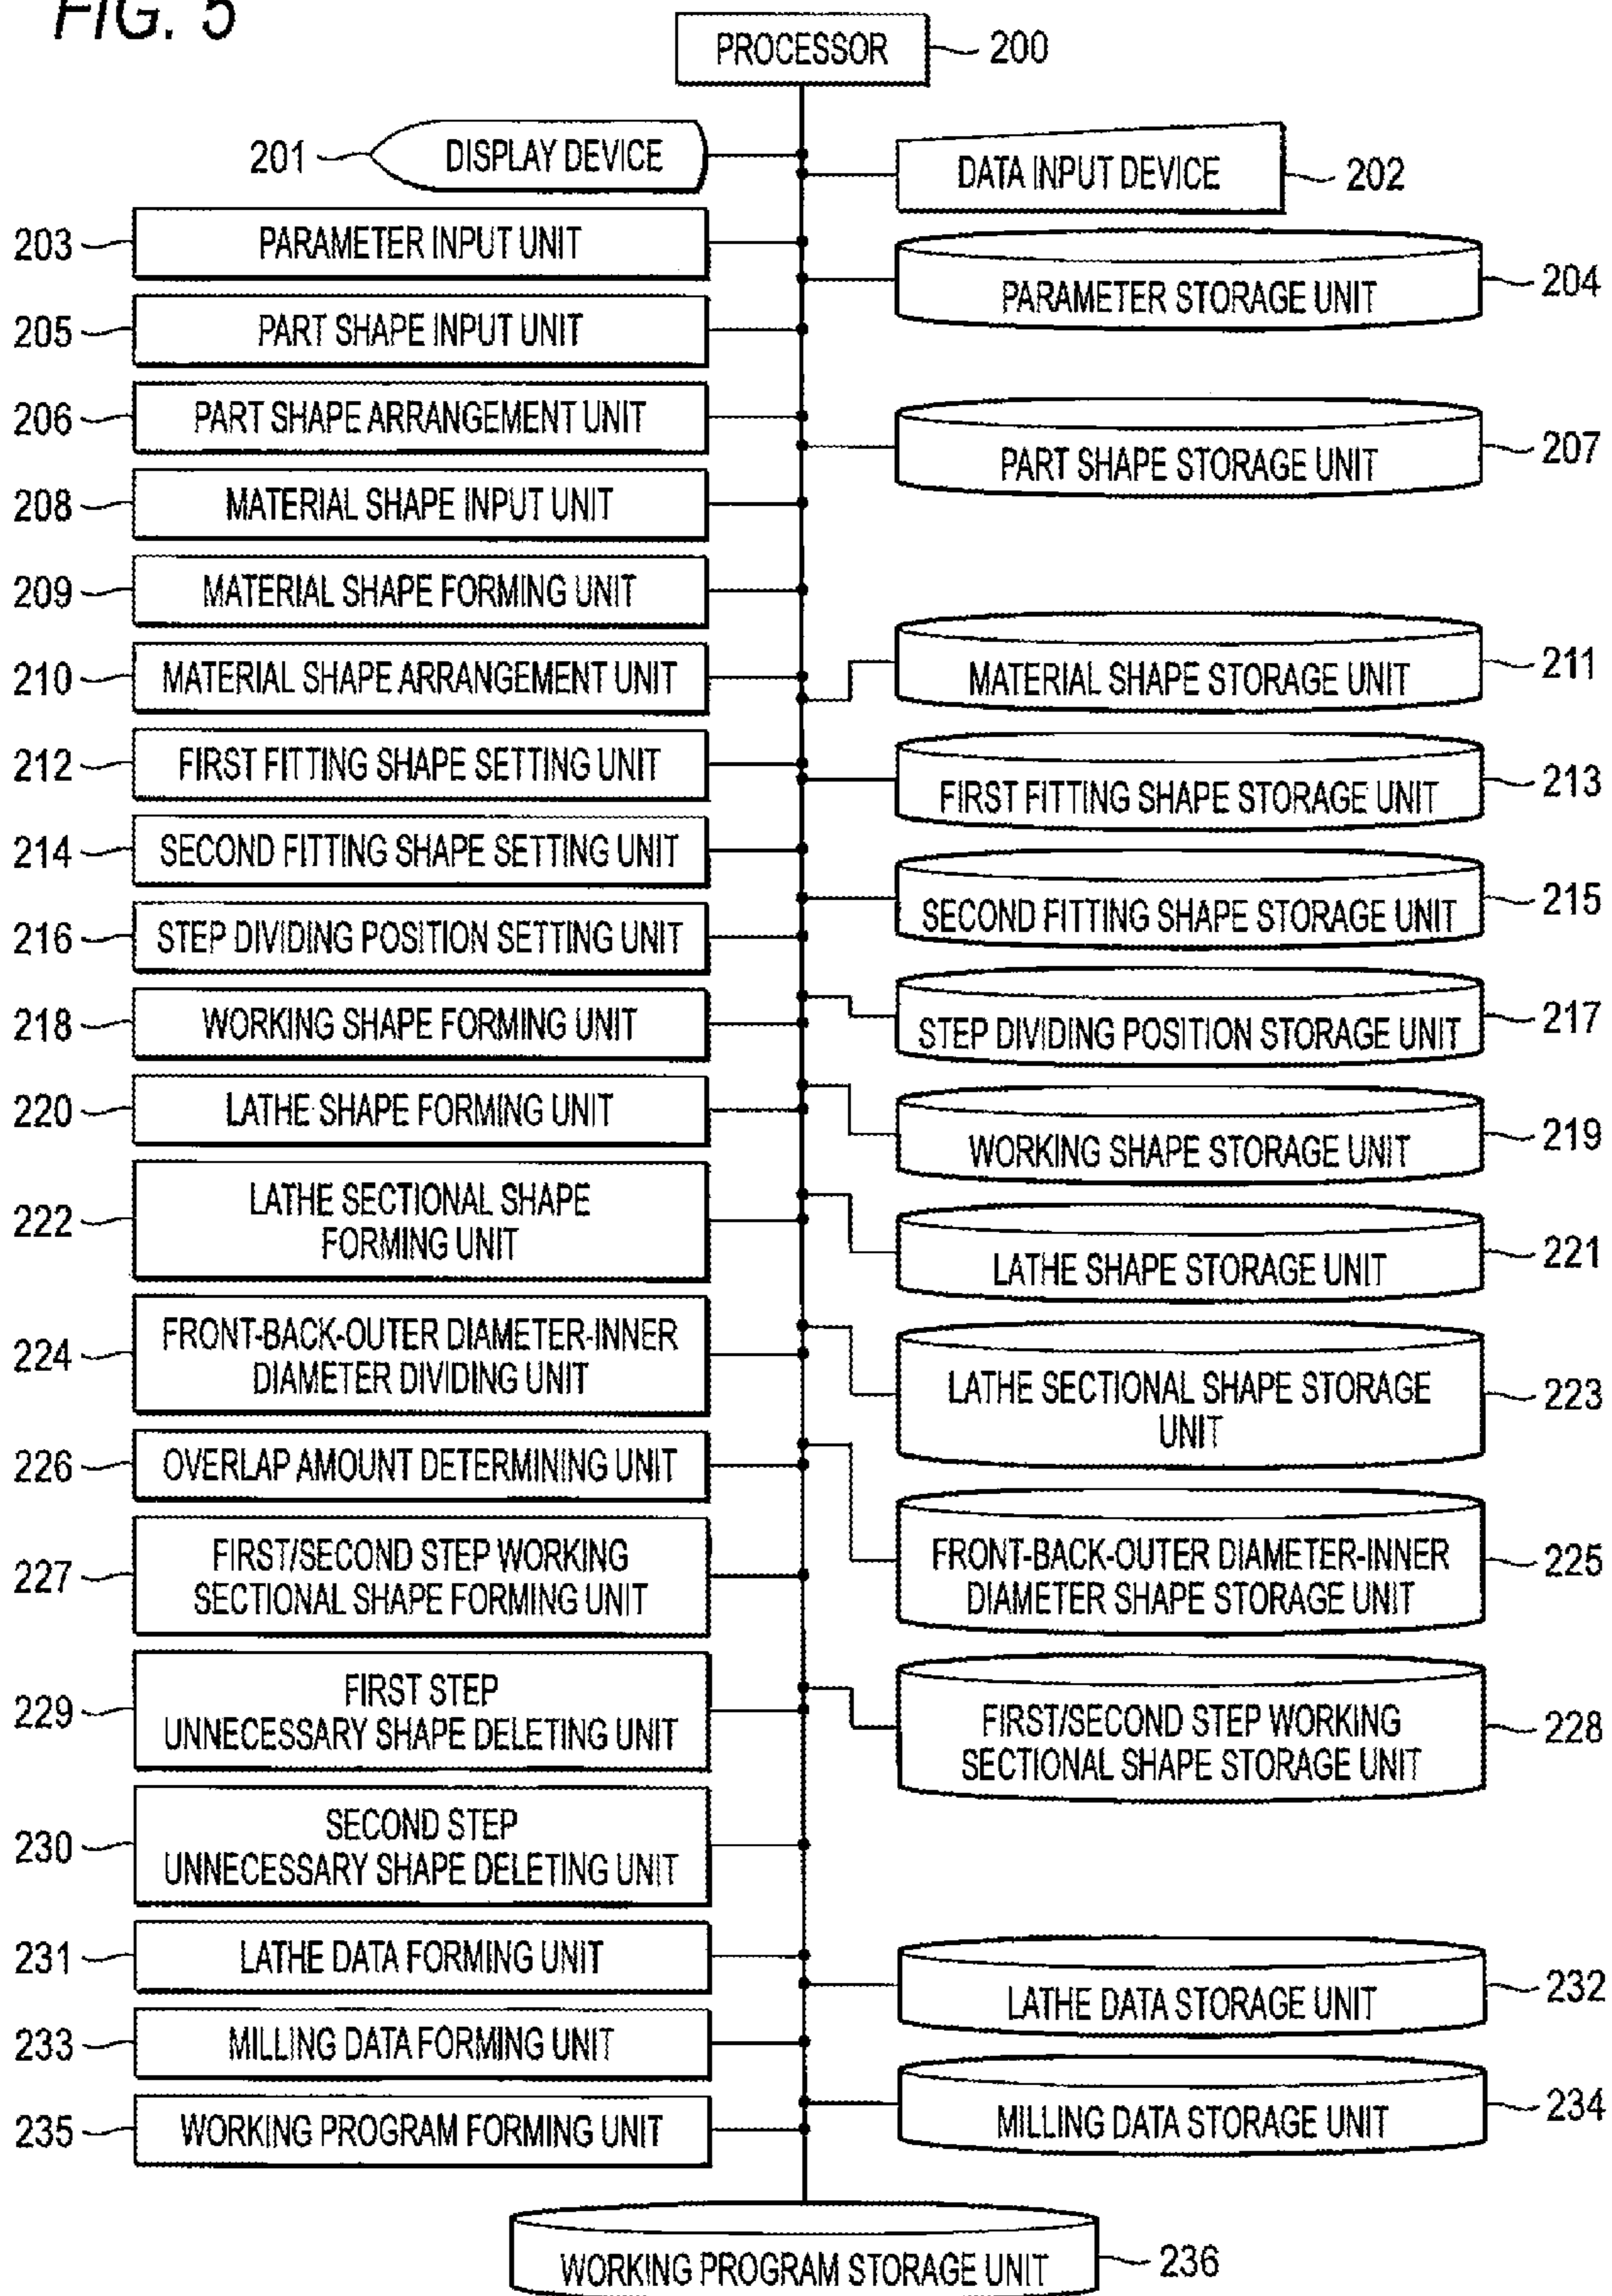 FIG. 5
PROCESSOR 200
201 DISPLAY DEVICE
DATA INPUT DEVICE 202
203 PARAMETER INPUT UNIT
PARAMETER STORAGE UNIT 204
205 PART SHAPE INPUT UNIT
206 PART SHAPE ARRANGEMENT UNIT
PART SHAPE STORAGE UNIT 207
208 MATERIAL SHAPE INPUT UNIT
209 MATERIAL SHAPE FORMING UNIT
210 MATERIAL SHAPE ARRANGEMENT UNIT
MATERIAL SHAPE STORAGE UNIT 211
212 FIRST FITTING SHAPE SETTING UNIT
FIRST FITTING SHAPE STORAGE UNIT 213
214 SECOND FITTING SHAPE SETTING UNIT
SECOND FITTING SHAPE STORAGE UNIT 215
216 STEP DIVIDING POSITION SETTING UNIT
STEP DIVIDING POSITION STORAGE UNIT 217
218 WORKING SHAPE FORMING UNIT
WORKING SHAPE STORAGE UNIT 219
220 LATHE SHAPE FORMING UNIT
LATHE SHAPE STORAGE UNIT 221
222 LATHE SECTIONAL SHAPE
FORMING UNIT
LATHE SECTIONAL SHAPE STORAGE
UNIT 223
224 FRONT-BACK-OUTER DIAMETER-INNER
DIAMETER DIVIDING UNIT
FRONT-BACK-OUTER DIAMETER-INNER
DIAMETER SHAPE STORAGE UNIT 225
226 OVERLAP AMOUNT DETERMINING UNIT
227 FIRST/SECOND STEP WORKING
SECTIONAL SHAPE FORMING UNIT
FIRST/SECOND STEP WORKING
SECTIONAL SHAPE STORAGE UNIT 228
229 FIRST STEP
UNNECESSARY SHAPE DELETING UNIT
230 SECOND STEP
UNNECESSARY SHAPE DELETING UNIT
231 LATHE DATA FORMING UNIT
LATHE DATA STORAGE UNIT 232
233 MILLING DATA FORMING UNIT
MILLING DATA STORAGE UNIT 234
235 WORKING PROGRAM FORMING UNIT
WORKING PROGRAM STORAGE UNIT 236